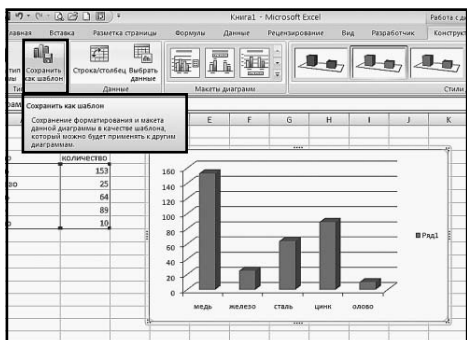 Книга1 - Microsoft Excel
Работа с д
лавная Вставка Разметка страницы Формулы Данные Рецензирование Вид Разработчик Конструкт
тип Сохранить как шаблон
Строка/столбец Выбрать данные
Данные
Макеты диаграмм
Стили
Сохранить как шаблон
Сохранение форматирования и макета
данной диаграммы в качестве шаблона,
который можно будет применять к другим
диаграммам.
E F G H I J K
количество
153
25
64
89
10
160
140
120
100
80
60
40
20
0
медь железо сталь цинк олово
Ряд1